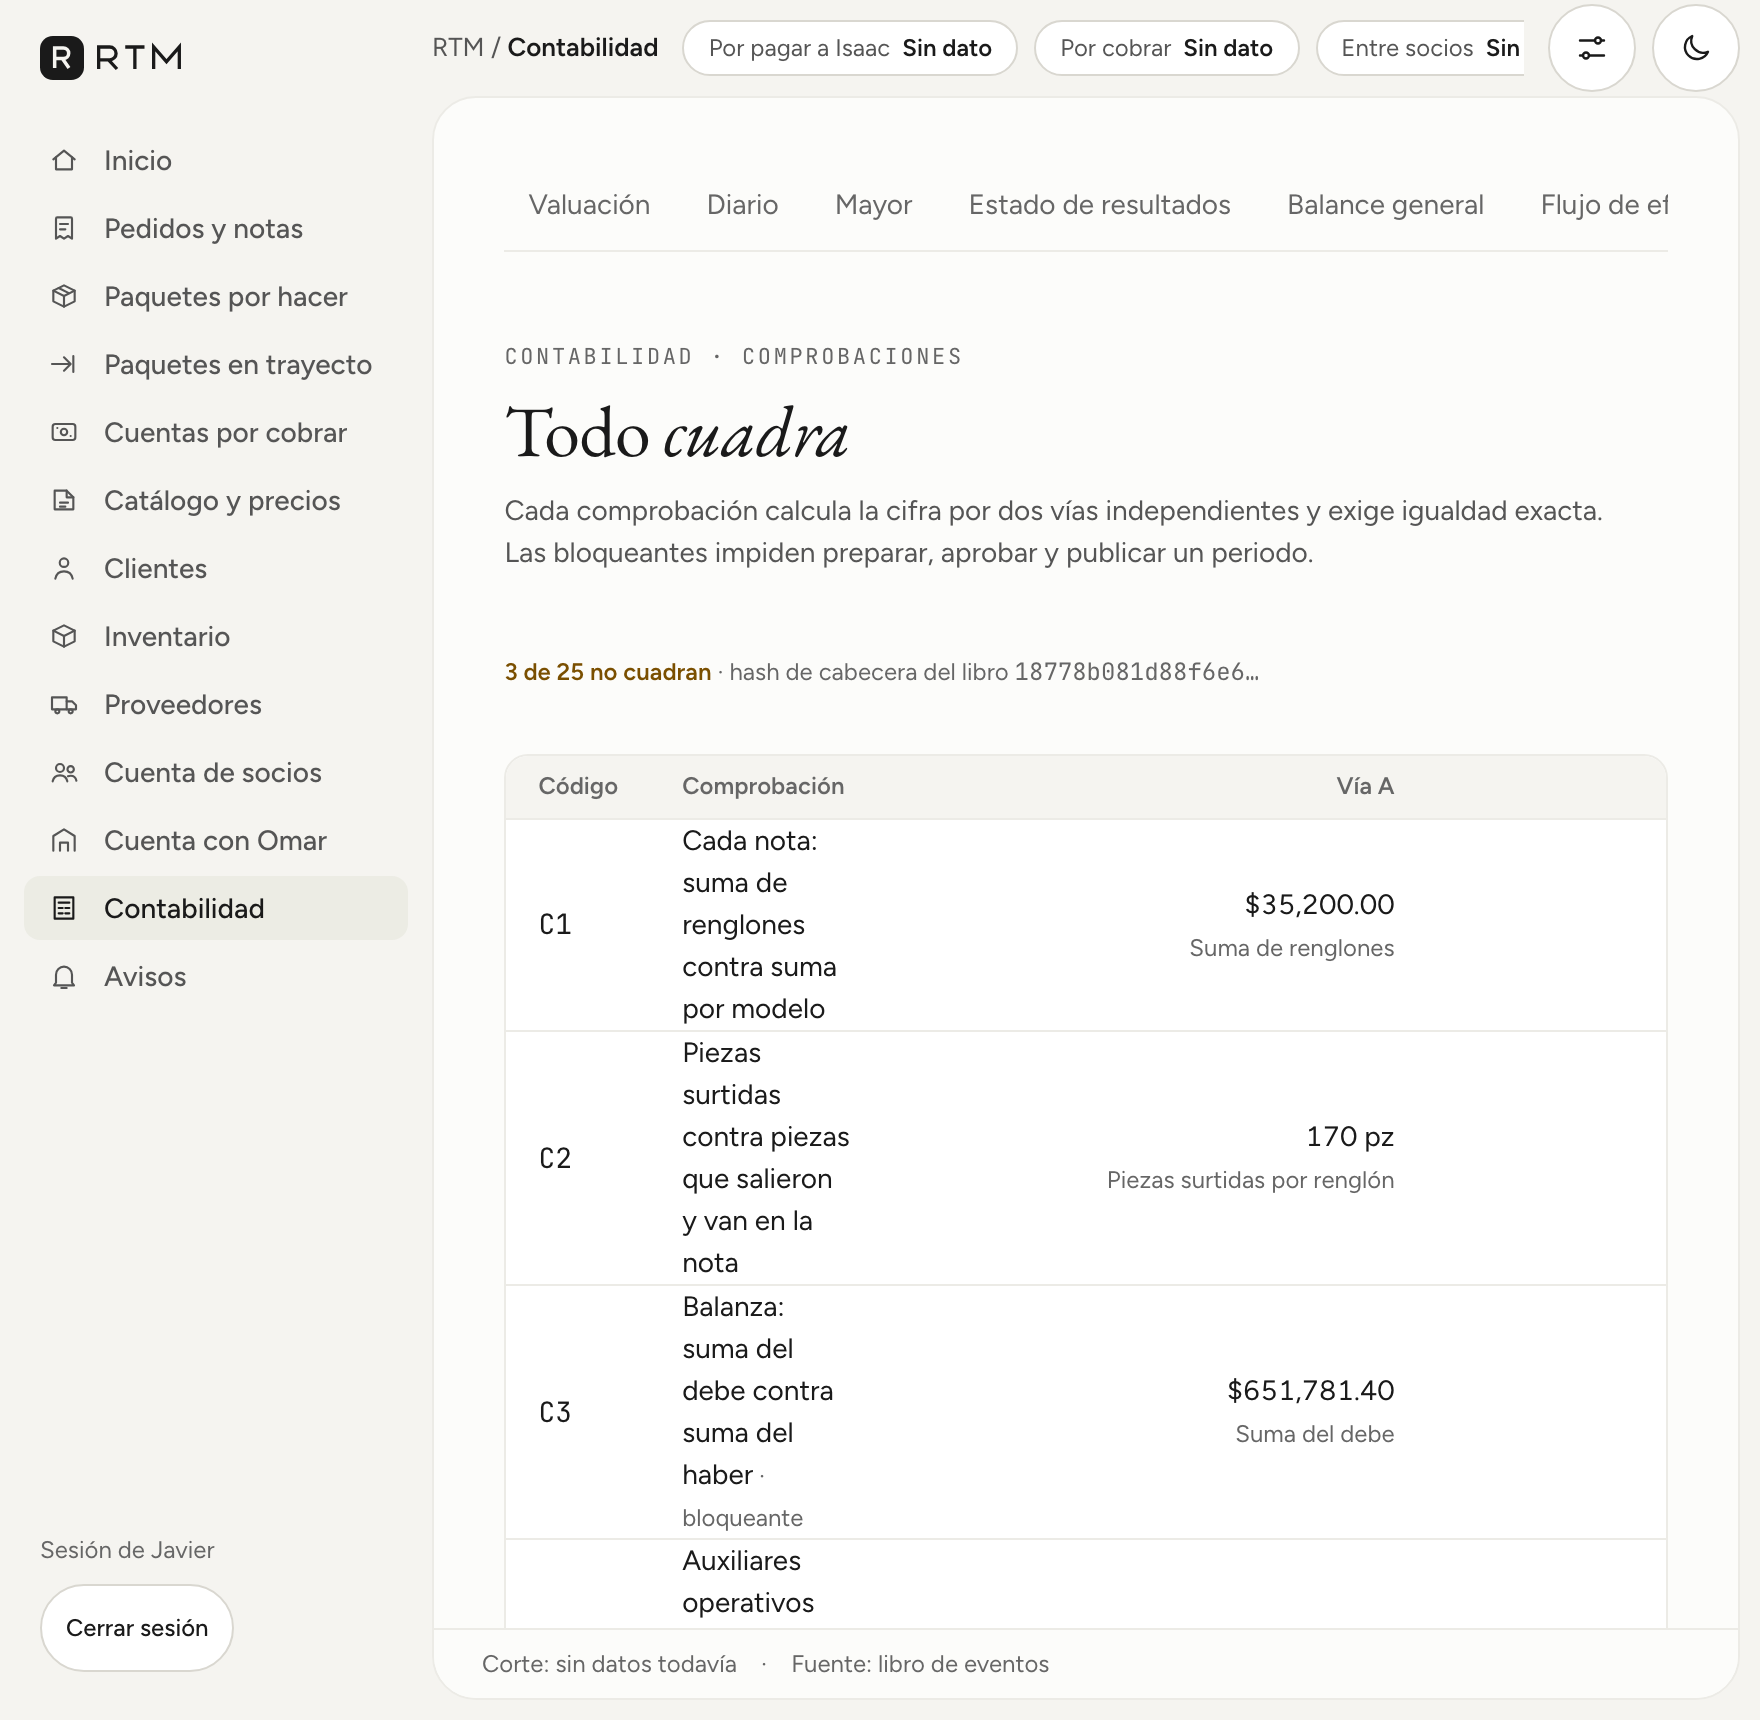 R RTM
RTM / Contabilidad
Por pagar a Isaac Sin dato
Por cobrar Sin dato
Entre socios Sin
Inicio
Pedidos y notas
Paquetes por hacer
Paquetes en trayecto
Cuentas por cobrar
Catálogo y precios
Clientes
Inventario
Proveedores
Cuenta de socios
Cuenta con Omar
Contabilidad
Avisos
Sesión de Javier
Cerrar sesión
Valuación Diario Mayor Estado de resultados Balance general Flujo de ef
CONTABILIDAD · COMPROBACIONES
Todo cuadra
Cada comprobación calcula la cifra por dos vías independientes y exige igualdad exacta.
Las bloqueantes impiden preparar, aprobar y publicar un periodo.
3 de 25 no cuadran · hash de cabecera del libro 18778b081d88f6e6…
Código Comprobación Vía A
C1
Cada nota:
suma de
renglones
contra suma
por modelo
$35,200.00
Suma de renglones
C2
Piezas
surtidas
contra piezas
que salieron
y van en la
nota
170 pz
Piezas surtidas por renglón
C3
Balanza:
suma del
debe contra
suma del
haber ·
bloqueante
$651,781.40
Suma del debe
Auxiliares
operativos
Corte: sin datos todavía · Fuente: libro de eventos